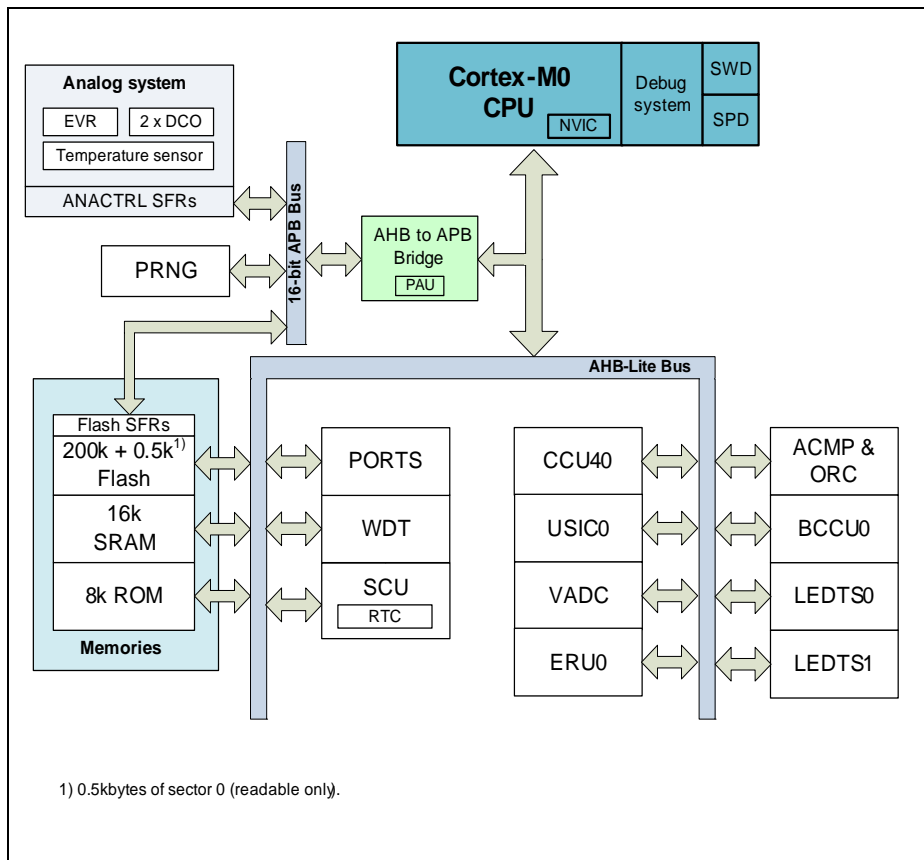 Analog system
EVR
2 x DCO
Temperature sensor
ANACTRL SFRs
Cortex-M0
CPU
NVIC
Debug
system
SWD
SPD
16-bit APB Bus
AHB to APB
Bridge
PAU
PRNG
AHB-Lite Bus
Flash SFRs
200k + 0.5k1)
Flash
16k
SRAM
8k ROM
Memories
PORTS
WDT
SCU
RTC
CCU40
USIC0
VADC
ERU0
ACMP &
ORC
BCCU0
LEDTS0
LEDTS1
1) 0.5kbytes of sector 0 (readable only).